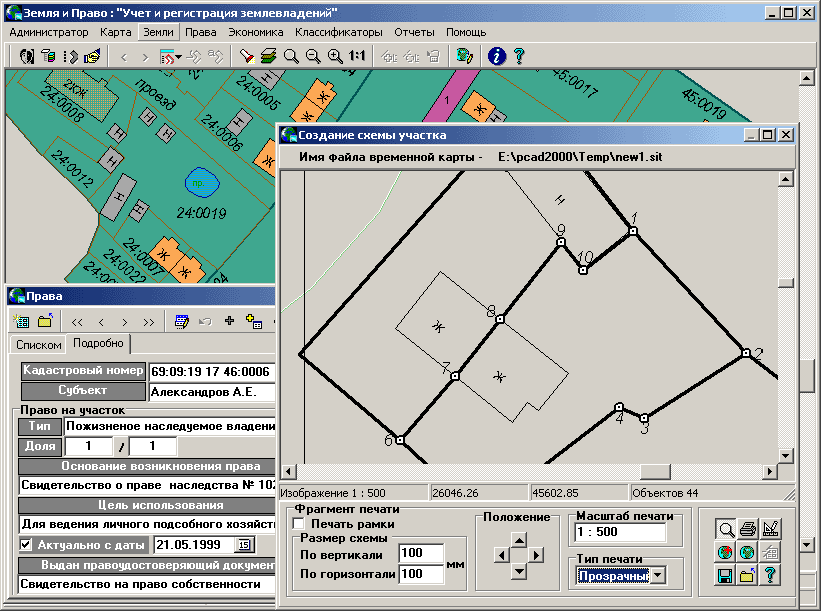 Земля и Право : "Учет и регистрация землевладений"
Администратор Карта Земли Права Экономика Классификаторы Отчеты Помощь
1:1
2КЖ
24:0008
проезд
24:0005
24:0006
24:0012
Н
Н
Н
Н
Н
Н
Н
Н
Ж
Ж
Ж
пр.
24:0019
24:0007
24:0022
Ж
Ж
1
Ж
45:0017
45:0019
Создание схемы участка
Имя Файла временной карты - E:\pcad2000\Temp\new1.sit
Н
1
9
10
8
Ж
2
7
Ж
4
3
6
Изображение 1 : 500 26046.26 45602.85 Объектов 44
Фрагмент печати
Печать рамки
Размер схемы
По вертикали 100
По горизонтали 100
мм
Положение
Масштаб печати
1 : 500
Тип печати
Прозрачный
Права
Списком Подробно
Кадастровый номер 69:09:19 17 46:0006
Субъект Александров А.Е.
Право на участок
Тип Пожизненое наследуемое владени
Доля 1 / 1
Основание возникновения права
Свидетельство о праве наследства № 102
Цель использования
Для ведения личного подсобного хозяйст
Актуально с даты 21.05.1999 15
Выдан правоудостоверяющий документ
Свидетельство на право собственности